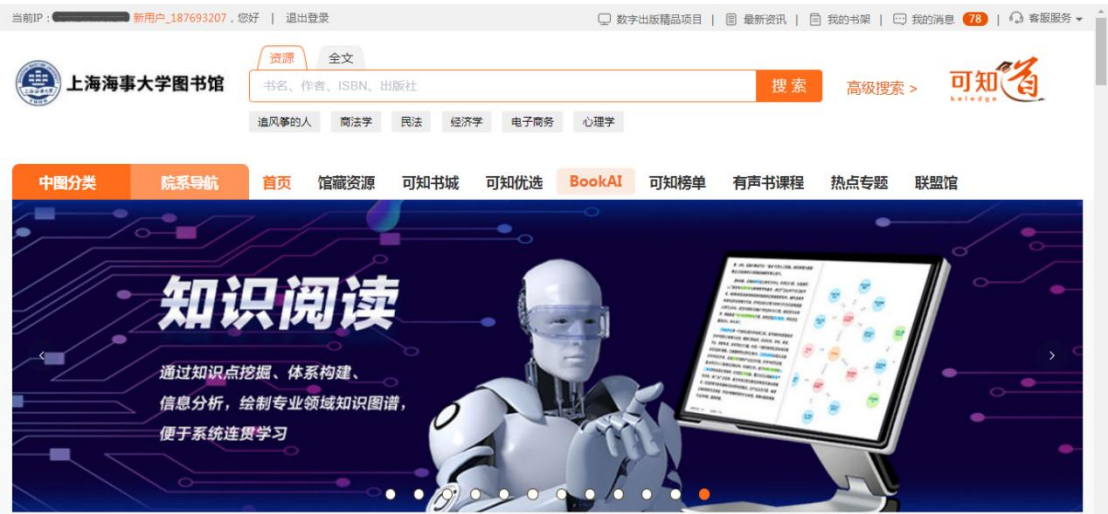 当前IP: 新用户_187693207，您好 | 退出登录 数字出版精品项目 | 最新资讯 | 我的书架 | 我的消息 78 | 客服服务
资源 全文
上海海事大学图书馆
书名、作者、ISBN、出版社 搜索 高级搜索 >
可知道
keledge
追风筝的人 商法学 民法 经济学 电子商务 心理学
中图分类 院系导航 首页 馆藏资源 可知书城 可知优选 BookAI 可知榜单 有声书课程 热点专题 联盟馆
知识阅读
通过知识点挖掘、体系构建、
信息分析，绘制专业领域知识图谱，
便于系统连贯学习